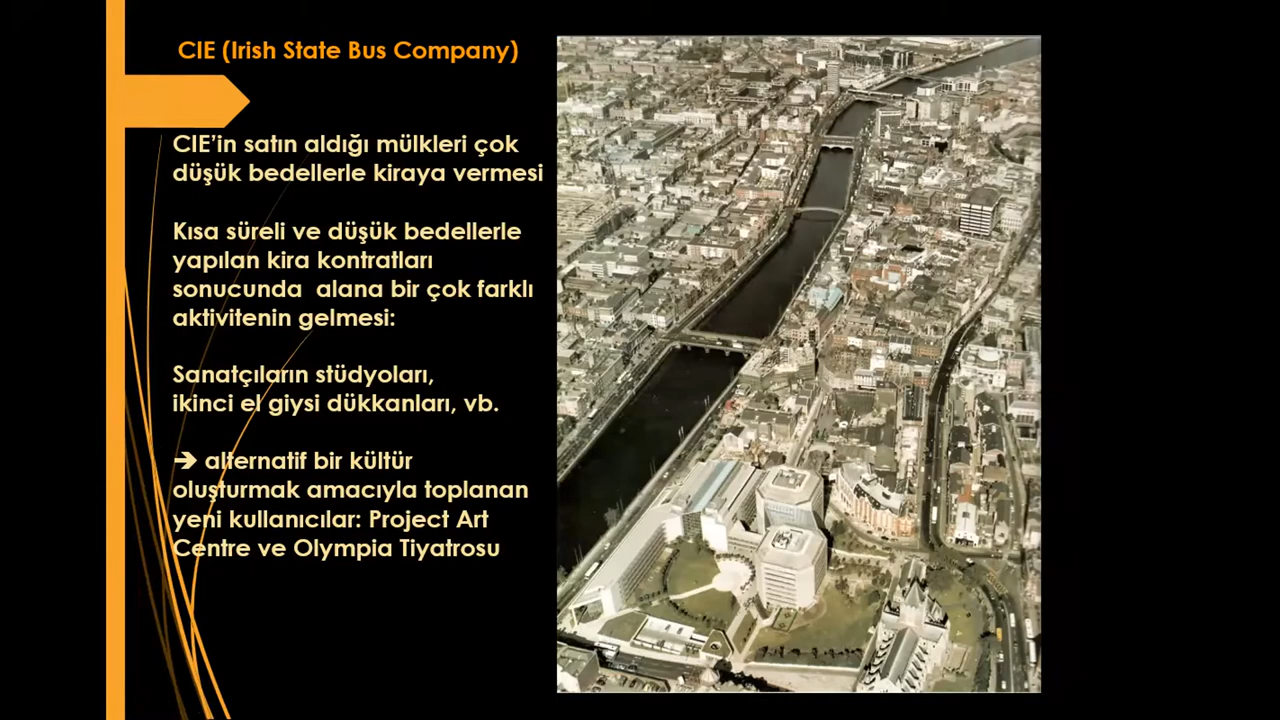 CIE (Irish State Bus Company)
CIE’in satın aldığı mülkleri çok
düşük bedellerle kiraya vermesi
Kısa süreli ve düşük bedellerle
yapılan kira kontratları
sonucunda alana bir çok farklı
aktivitenin gelmesi:
Sanatçıların stüdyoları,
ikinci el giysi dükkanları, vb.
➔ alternatif bir kültür
oluşturmak amacıyla toplanan
yeni kullanıcılar: Project Art
Centre ve Olympia Tiyatrosu